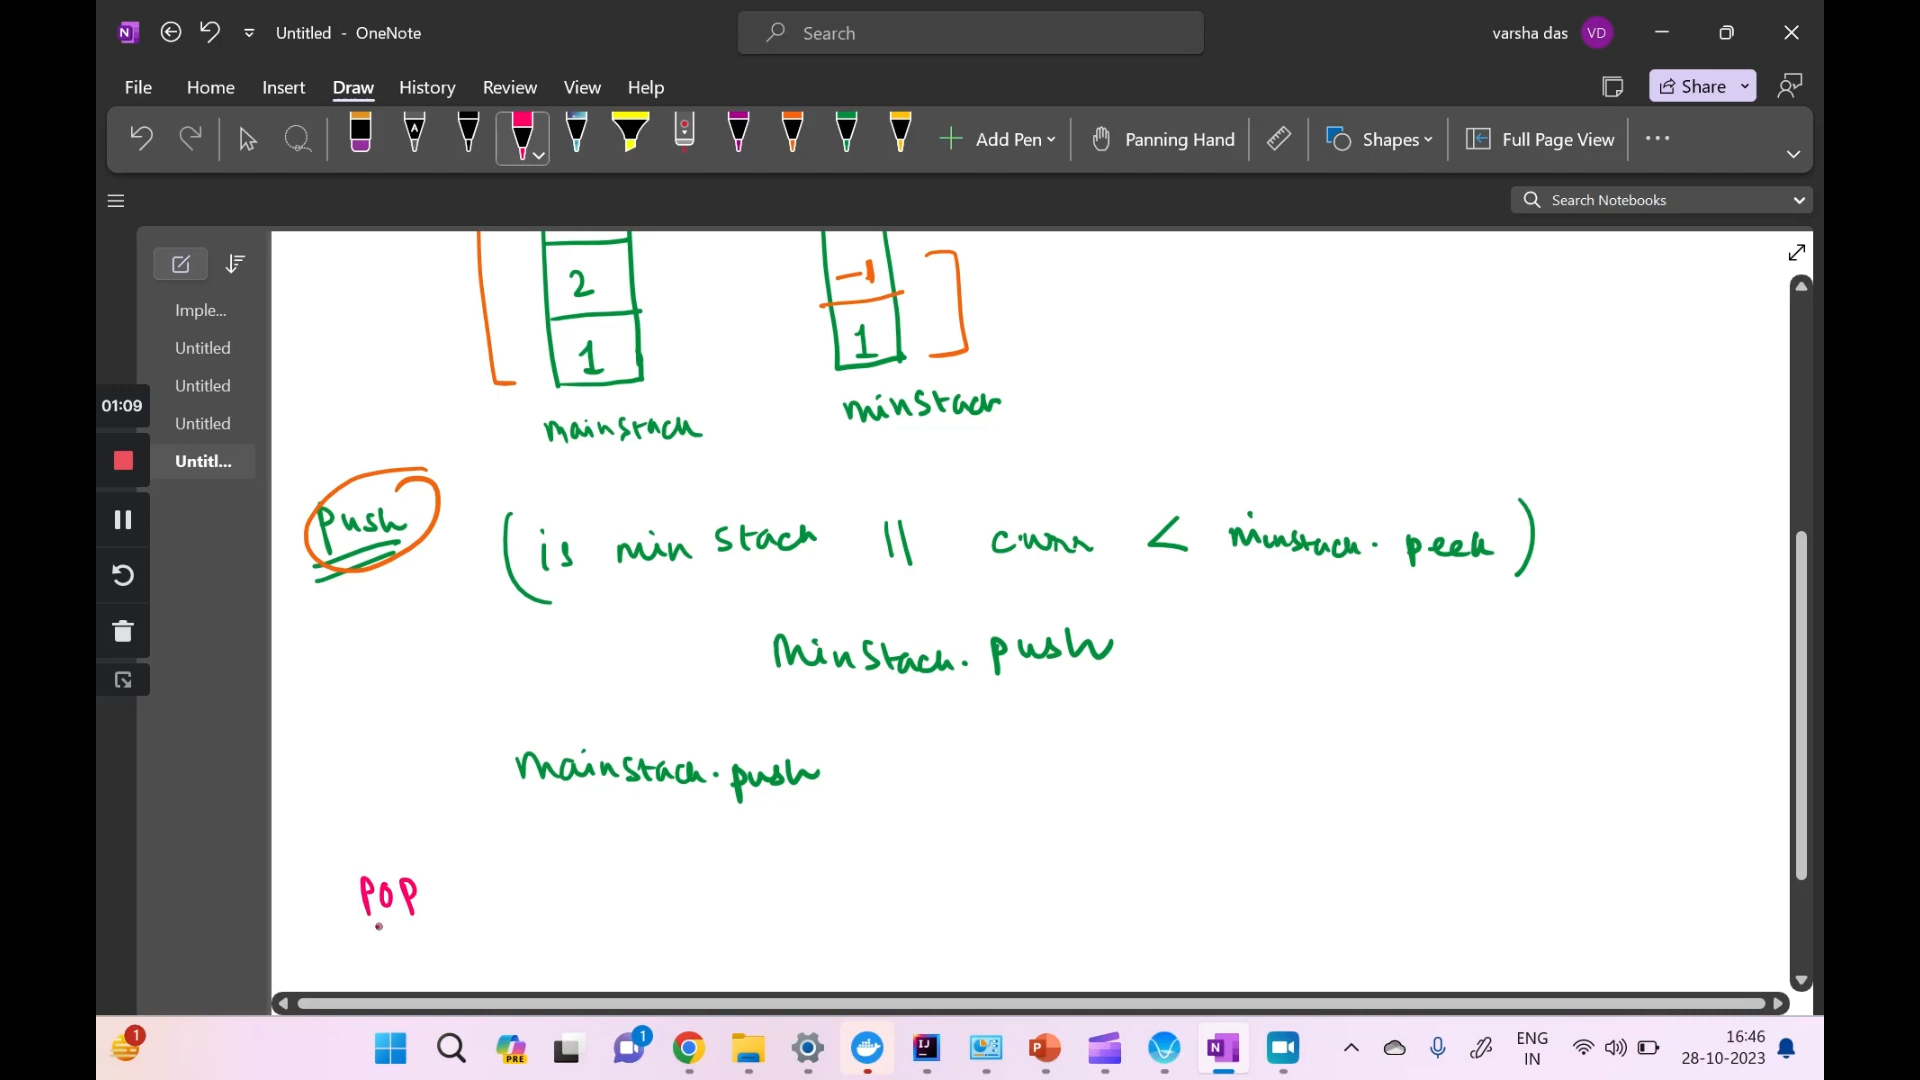 Untitled - OneNote
Search
varsha das
VD
File Home Insert Draw History Review View Help
Share
Add Pen
Panning Hand
Shapes
Full Page View
Search Notebooks
Imple...
Untitled
Untitled
Untitled
Untitl...
01:09
2
1
-1
1
mainstack
minstack
Push
(is min stack || curr < minstack. peek)
Minstack. push
Mainstack. push
POP
1
PRE
1
ENG
IN
16:46
28-10-2023